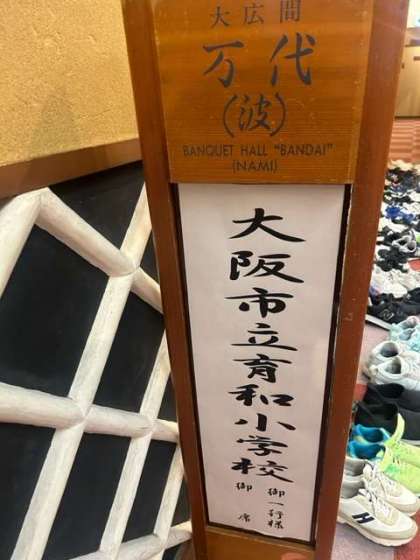 大広間
万代
(波)
BANQUET HALL "BANDAI"
(NAMI)
大阪市立育和小学校
御一行様
御席